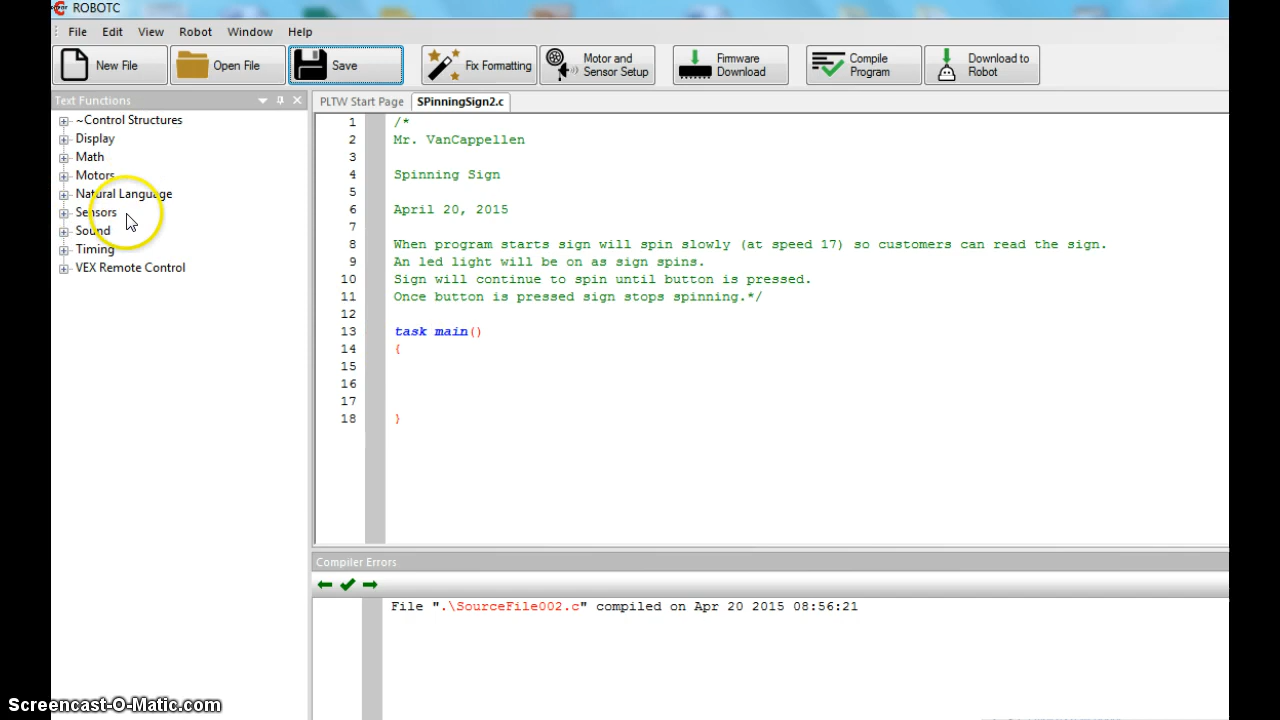 ROBOTC
File Edit View Robot Window Help
New File Open File Save Fix Formatting Motor and Sensor Setup Firmware Download Compile Program Download to Robot
Text Functions
PLTW Start Page SPinningSign2.c
~Control Structures
Display
Math
Motors
Natural Language
Sensors
Sound
Timing
VEX Remote Control
1 /*
2 Mr. VanCappellen
3
4 Spinning Sign
5
6 April 20, 2015
7
8 When program starts sign will spin slowly (at speed 17) so customers can read the sign.
9 An led light will be on as sign spins.
10 Sign will continue to spin until button is pressed.
11 Once button is pressed sign stops spinning.*/
12
13 task main()
14 {
15
16
17
18 }
Compiler Errors
File ".\SourceFile002.c" compiled on Apr 20 2015 08:56:21
Screencast-O-Matic.com